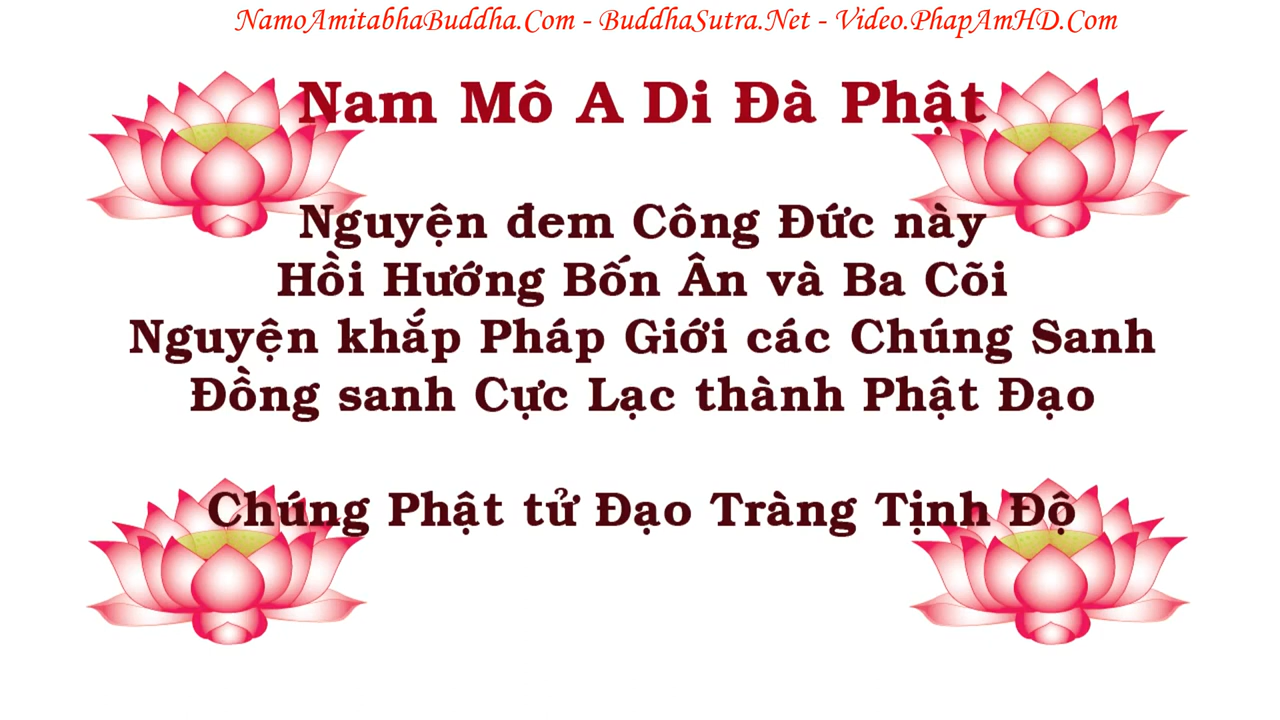 NamoAmitabhaBuddha.Com - BuddhaSutra.Net - Video.PhapAmHD.Com
Nam Mô A Di Đà Phật
Nguyện đem Công Đức này
Hồi Hướng Bốn Ân và Ba Cõi
Nguyện khắp Pháp Giới các Chúng Sanh
Đồng sanh Cực Lạc thành Phật Đạo
Chúng Phật tử Đạo Tràng Tịnh Độ